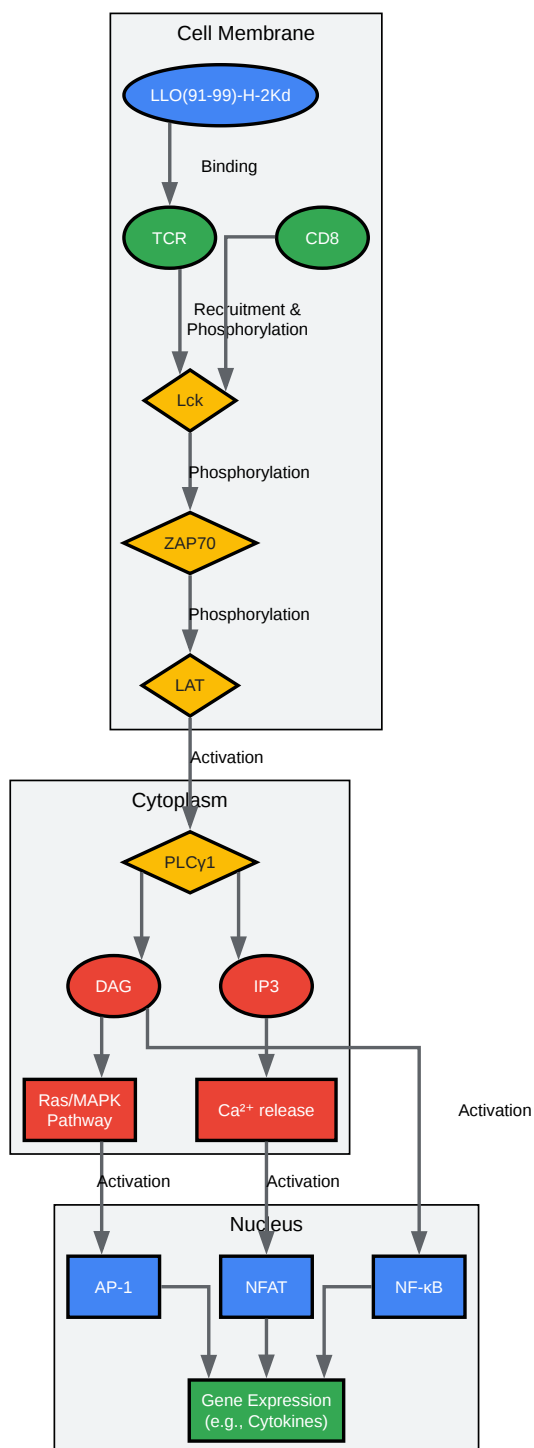 Cell Membrane
LLO(91-99)-H-2Kd
Binding
TCR
CD8
Recruitment &
Phosphorylation
Lck
Phosphorylation
ZAP70
Phosphorylation
LAT
Activation
Cytoplasm
PLCγ1
DAG
IP3
Ras/MAPK
Pathway
Ca²⁺ release
Activation
Activation
Activation
Nucleus
AP-1
NFAT
NF-κB
Gene Expression
(e.g., Cytokines)